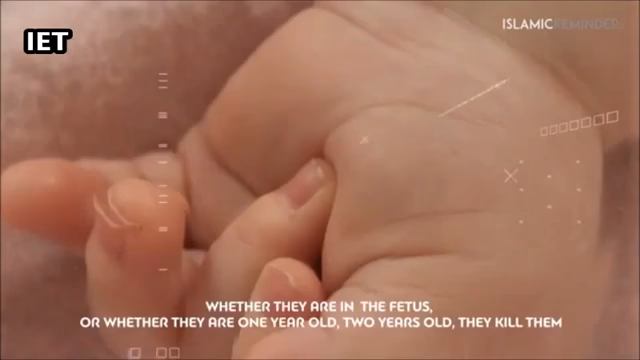 ISLAMICREMINDER
IET
WHETHER THEY ARE IN THE FETUS,
OR WHETHER THEY ARE ONE YEAR OLD, TWO YEARS OLD, THEY KILL THEM